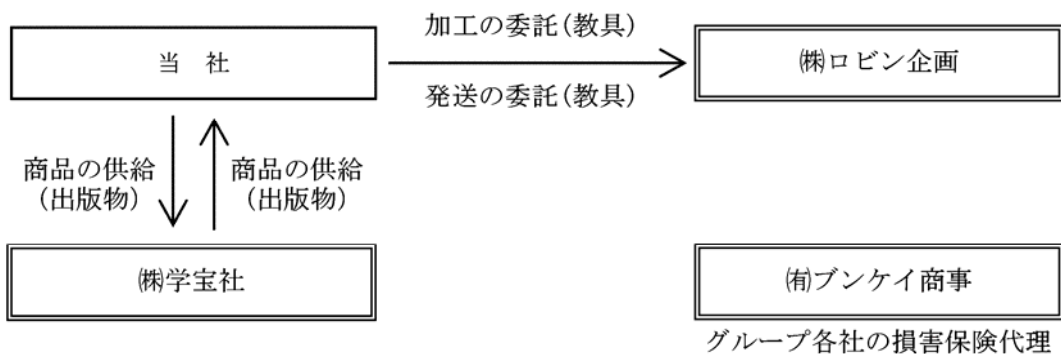 当 社
加工の委託(教具)
発送の委託(教具)
㈱ロビン企画
商品の供給
(出版物)
商品の供給
(出版物)
㈱学宝社
㈲ブンケイ商事
グループ各社の損害保険代理